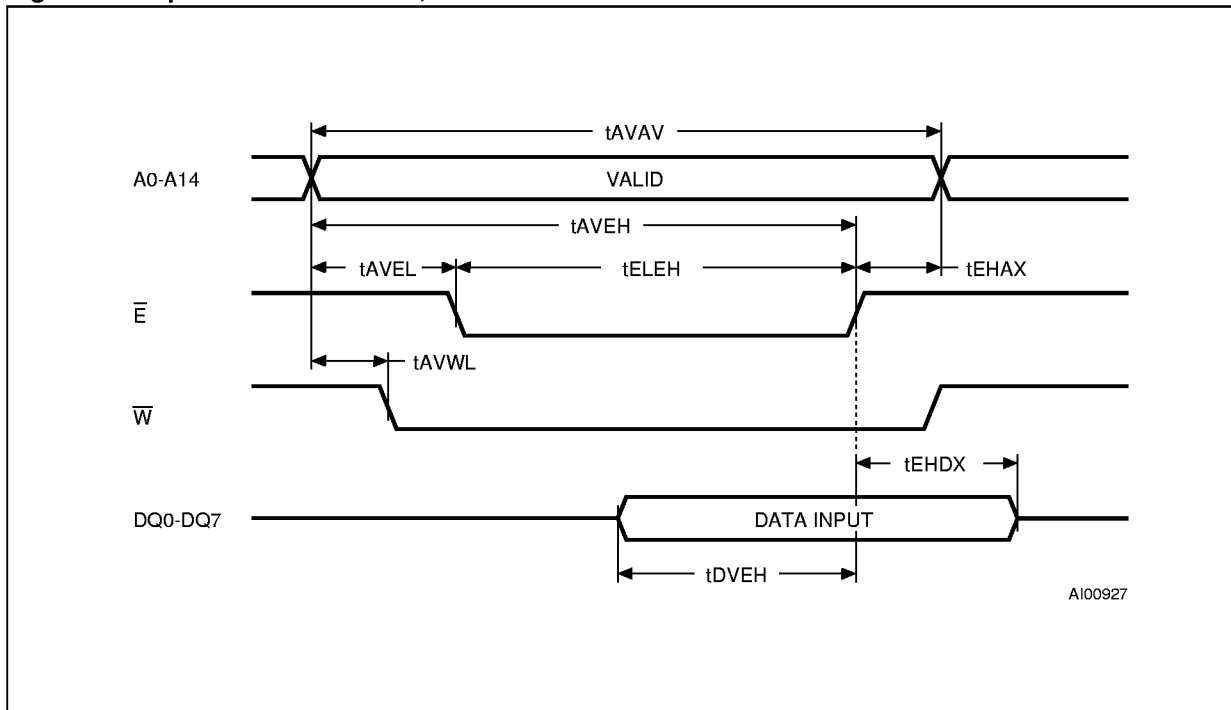 tAVAV
A0-A14 VALID
tAVEH
tAVEL tELEH tEHAX
E̅
tAVWL
W̅
tEHDX
DQ0-DQ7 DATA INPUT
tDVEH
AI00927